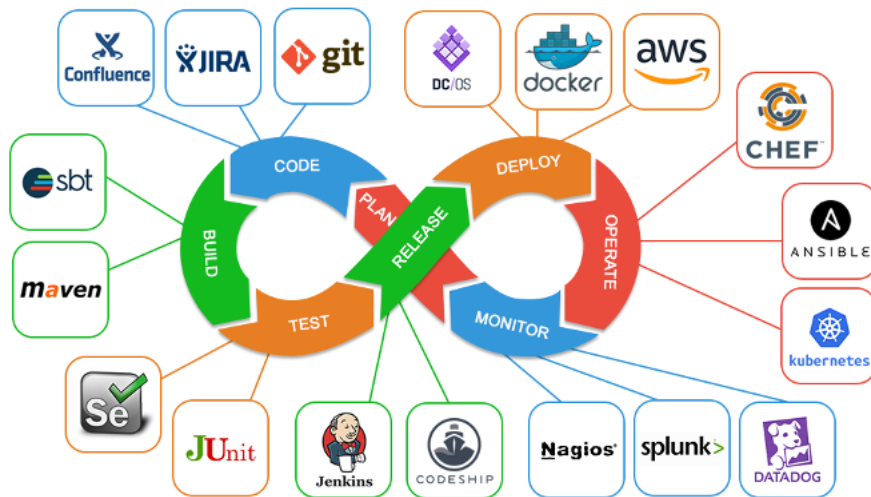 Confluence
JIRA
git
DC/OS
docker
aws
CHEF™
sbt
CODE
DEPLOY
PLAN
RELEASE
BUILD
OPERATE
ANSIBLE
maven
TEST
MONITOR
kubernetes
Se
JUnit
Jenkins
CODESHIP
Nagios®
splunk>
DATADOG